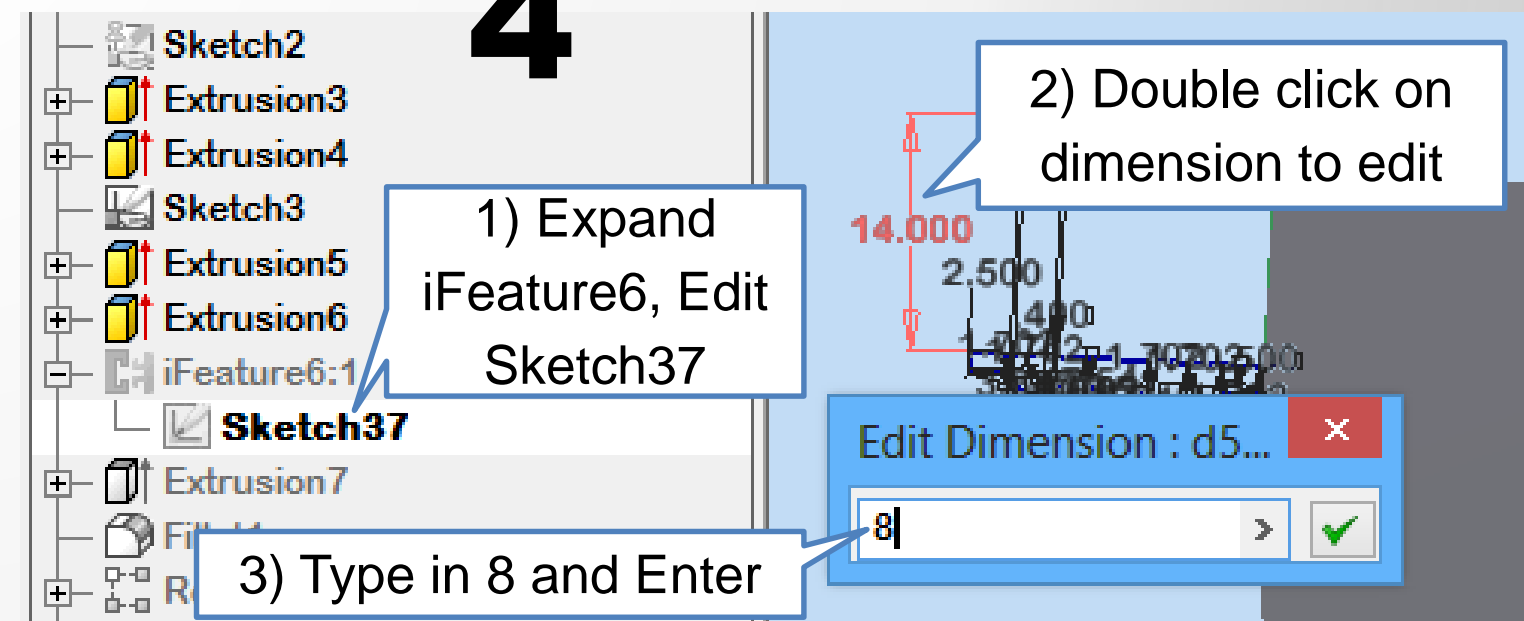 4
Sketch2
Extrusion3
Extrusion4
Sketch3
Extrusion5
Extrusion6
iFeature6:1
Sketch37
Extrusion7
1) Expand
iFeature6, Edit
Sketch37
2) Double click on
dimension to edit
14.000
2.500
Edit Dimension : d5...
8
3) Type in 8 and Enter